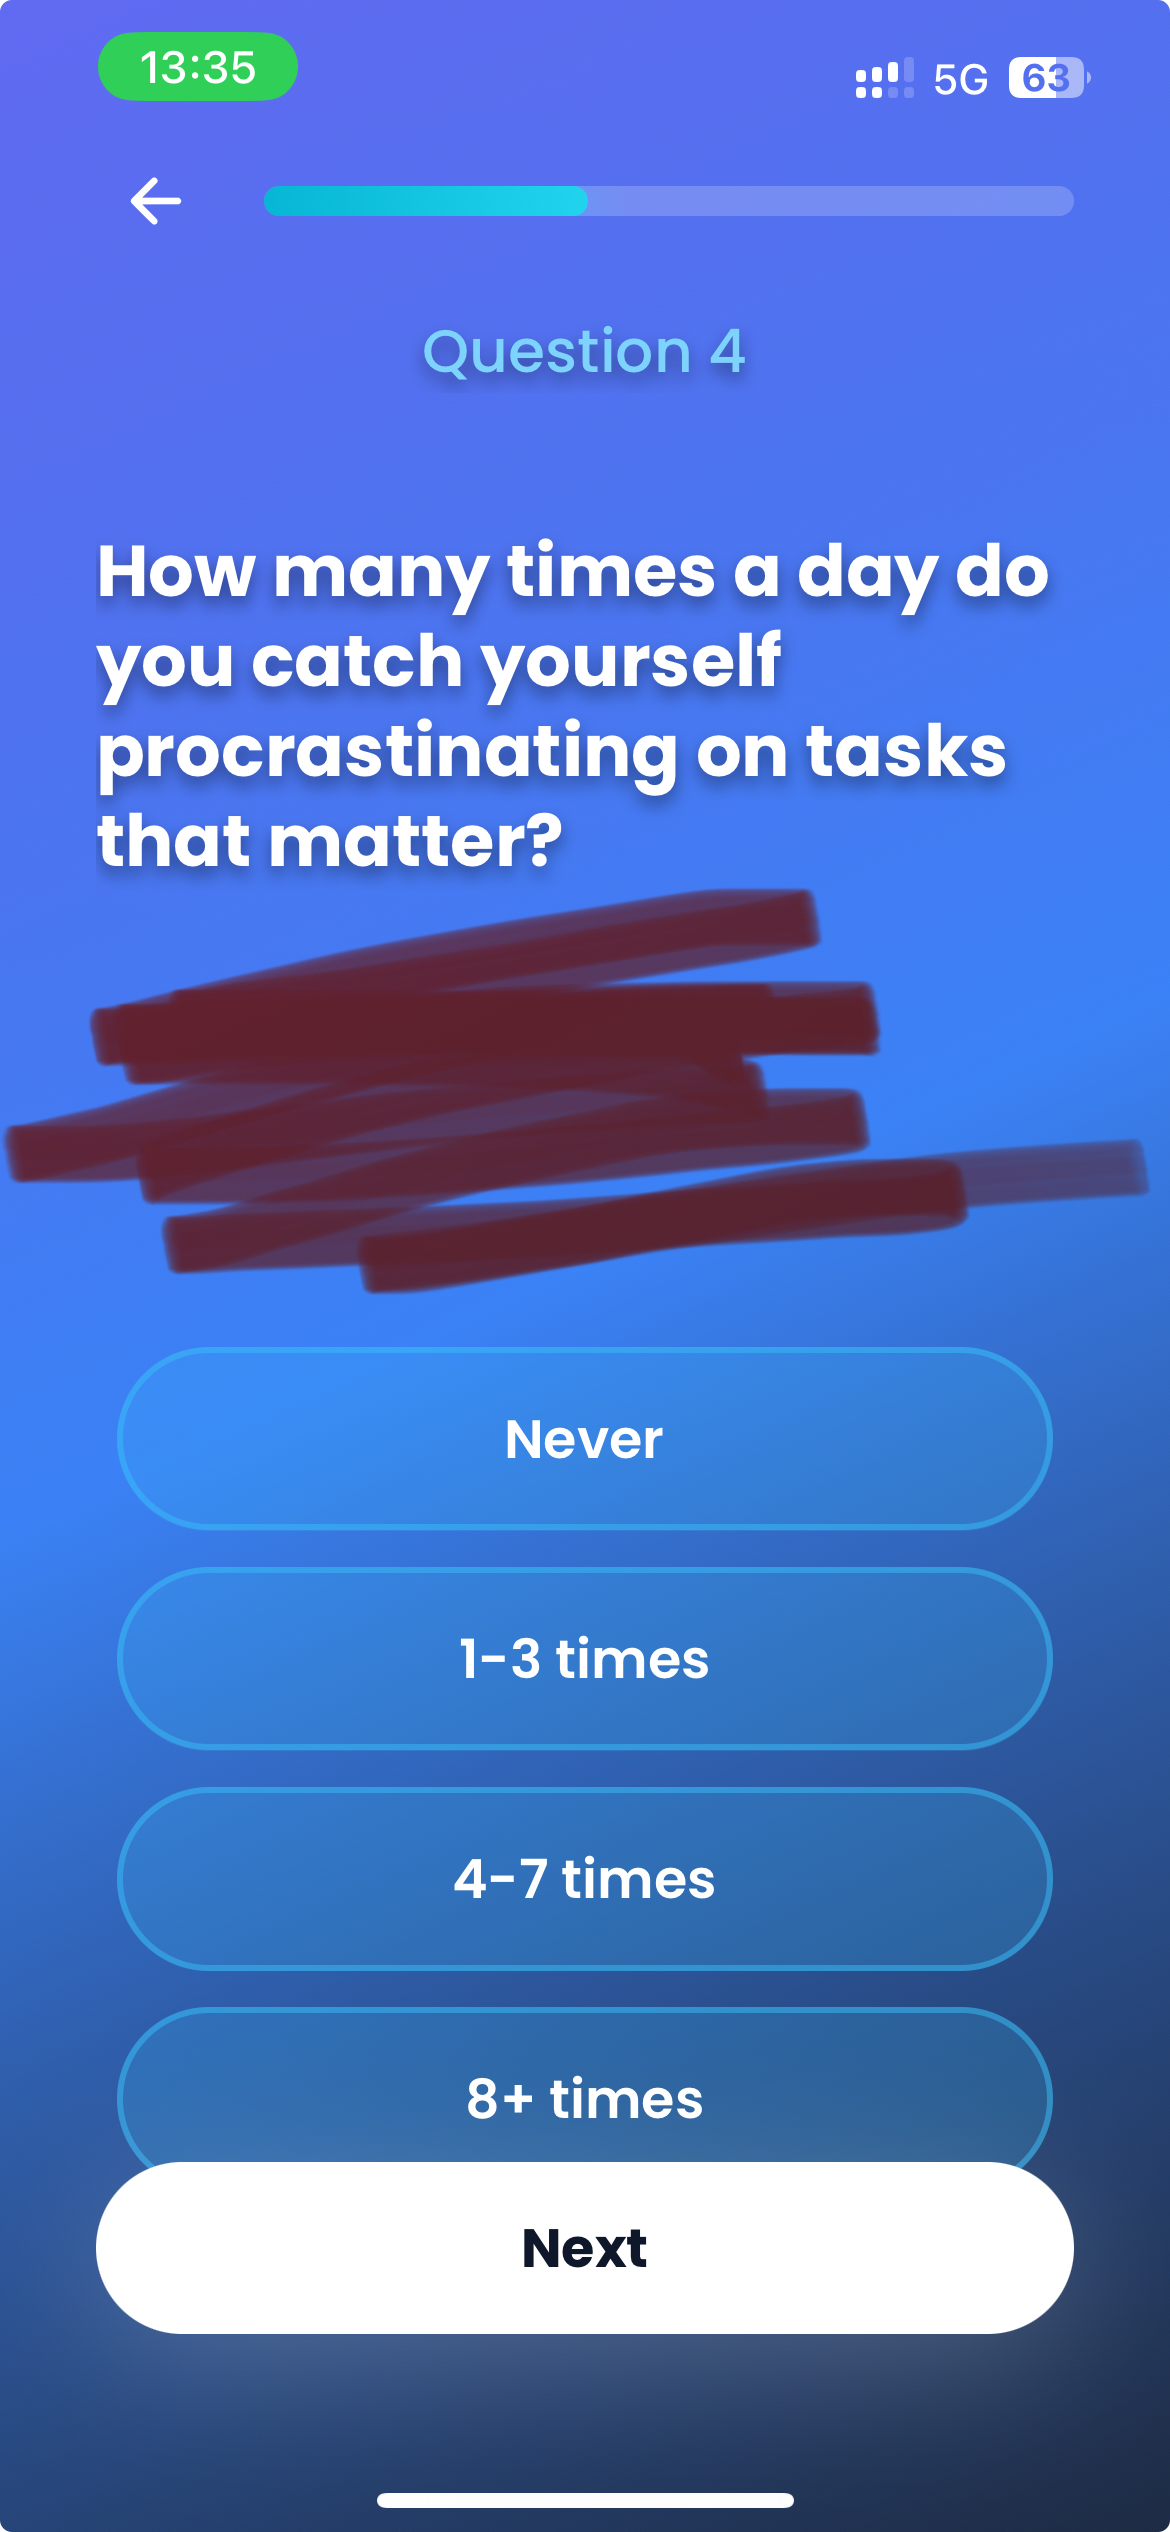 13:35
5G
63
Question 4
How many times a day do
you catch yourself
procrastinating on tasks
that matter?
Never
1-3 times
4-7 times
8+ times
Next